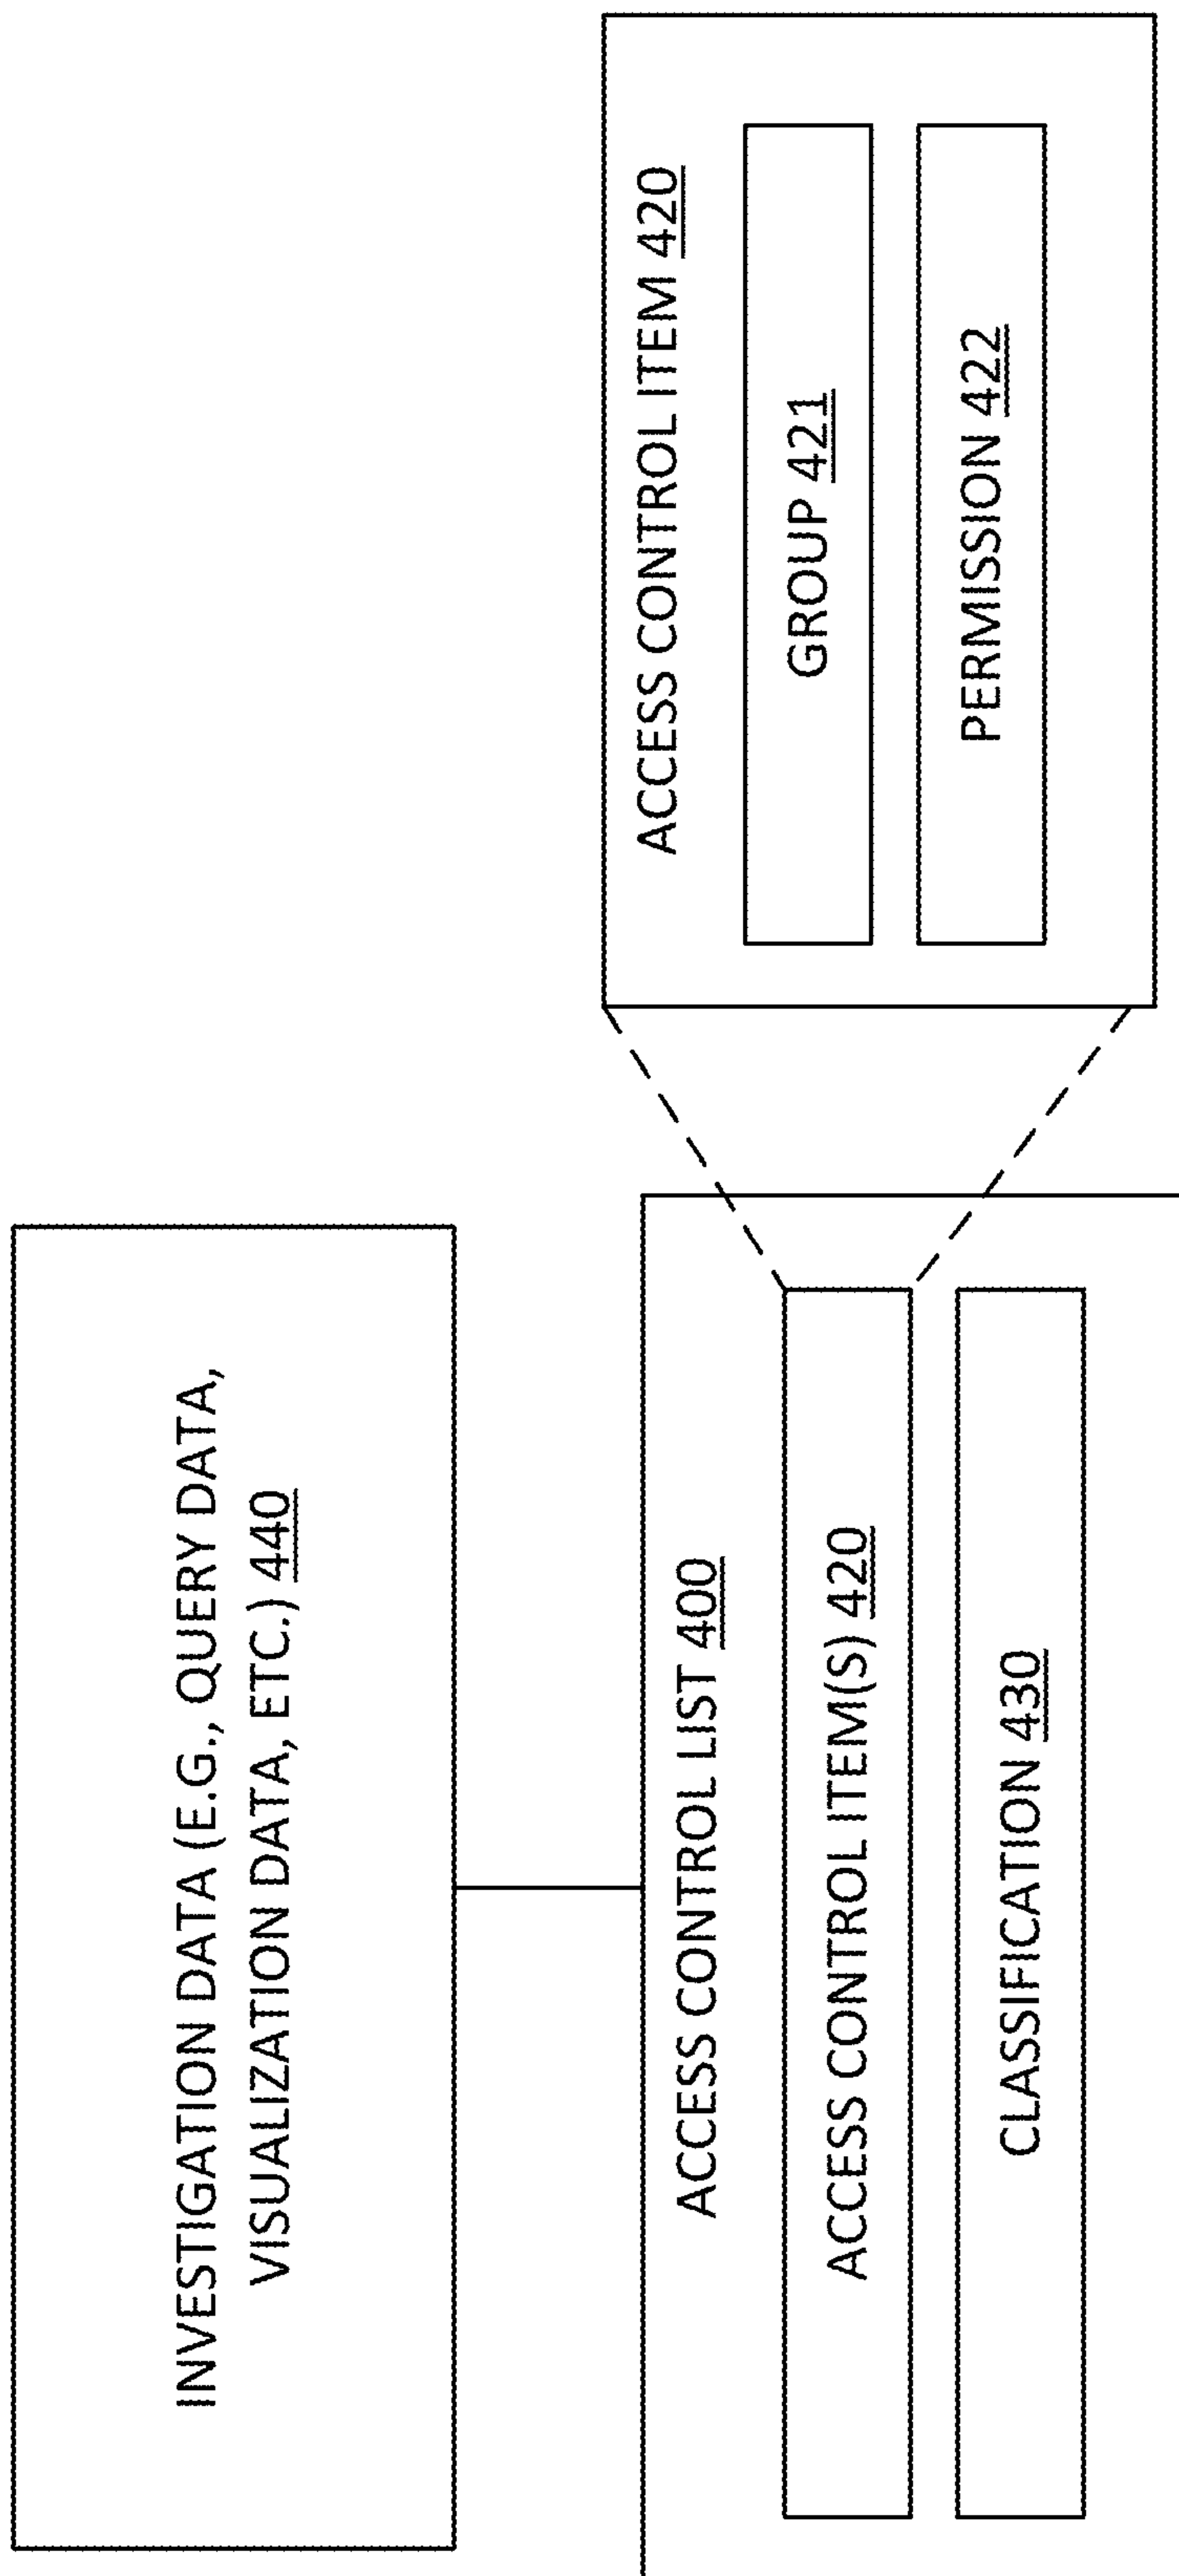 INVESTIGATION DATA (E.G., QUERY DATA,
VISUALIZATION DATA, ETC.) 440
ACCESS CONTROL LIST 400
ACCESS CONTROL ITEM(S) 420
CLASSIFICATION 430
ACCESS CONTROL ITEM 420
GROUP 421
PERMISSION 422